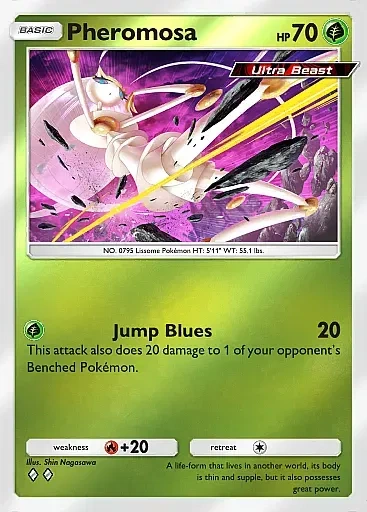 BASIC Pheromosa HP 70
Ultra Beast
NO. 0795 Lissome Pokémon HT: 5'11" WT: 55.1 lbs.
Jump Blues 20
This attack also does 20 damage to 1 of your opponent's
Benched Pokémon.
weakness +20 retreat
Illus. Shin Nagasawa
A life-form that lives in another world, its body
is thin and supple, but it also possesses
great power.